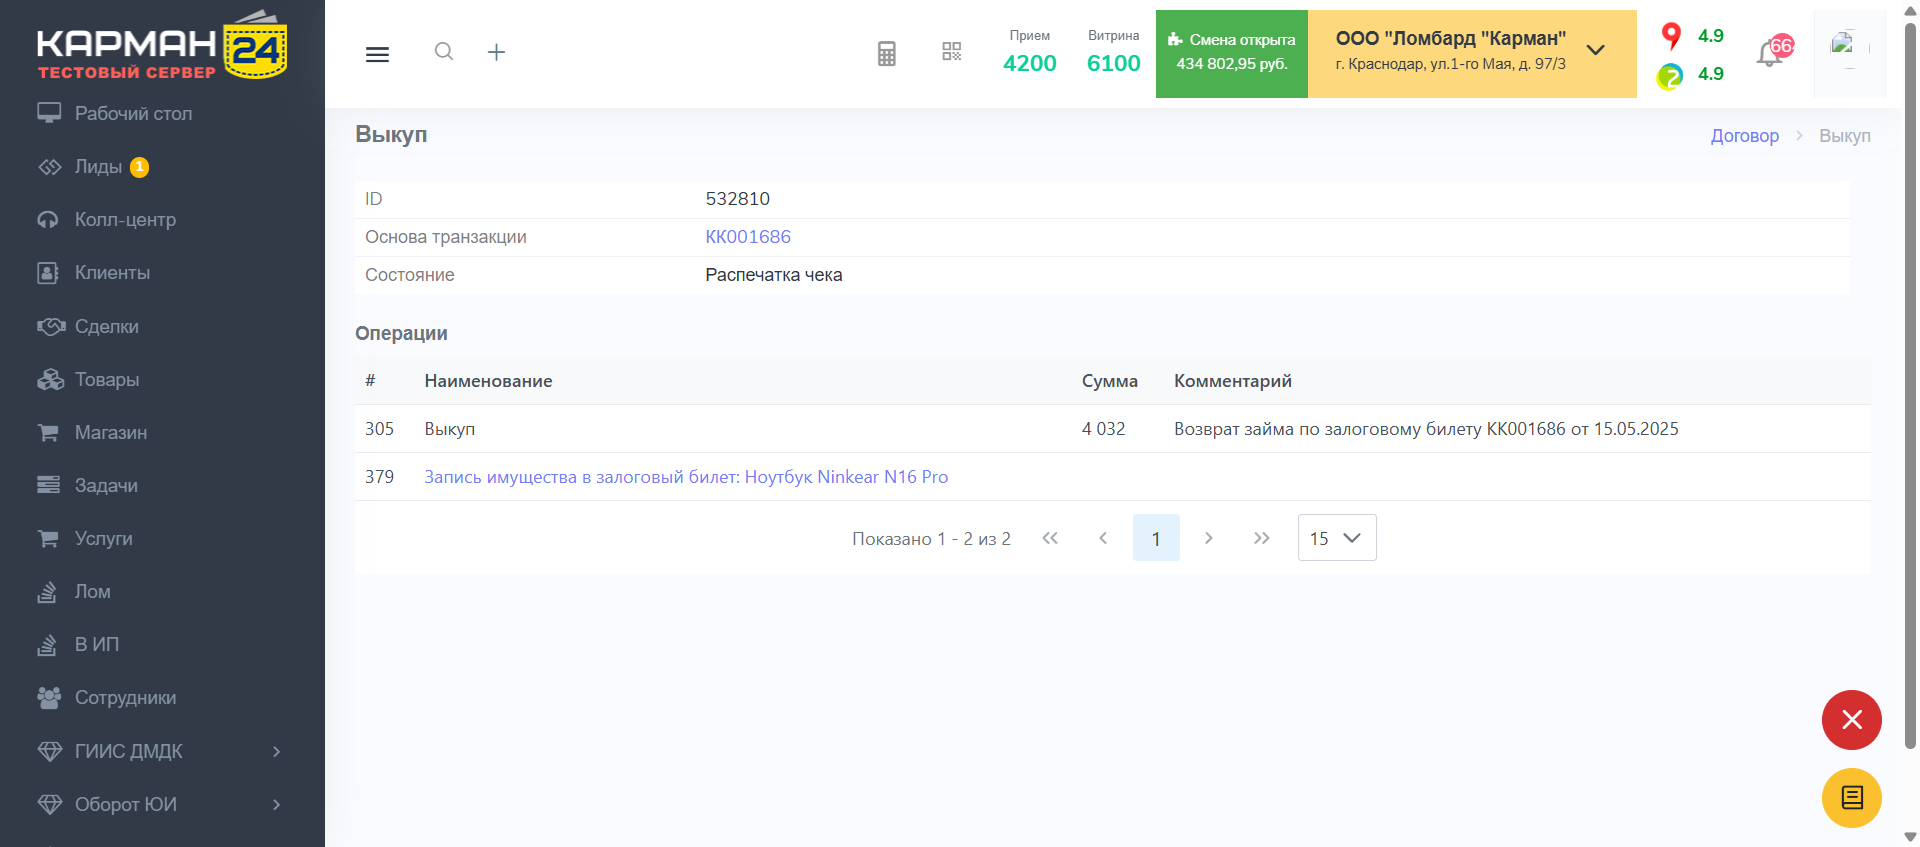 КАРМАН 24
ТЕСТОВЫЙ СЕРВЕР
Рабочий стол
Лиды 1
Колл-центр
Клиенты
Сделки
Товары
Магазин
Задачи
Услуги
Лом
В ИП
Сотрудники
ГИИС ДМДК
Оборот ЮИ
Прием
4200
Витрина
6100
Смена открыта
434 802,95 руб.
ООО "Ломбард "Карман"
г. Краснодар, ул.1-го Мая, д. 97/3
4.9
4.9
Выкуп
Договор > Выкуп
ID 532810
Основа транзакции КК001686
Состояние Распечатка чека
Операции
# Наименование Сумма Комментарий
305 Выкуп 4 032 Возврат займа по залоговому билету КК001686 от 15.05.2025
379 Запись имущества в залоговый билет: Ноутбук Ninkear N16 Pro
Показано 1 - 2 из 2 1 15